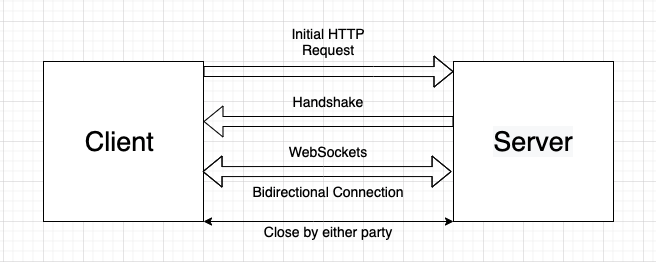 Initial HTTP
Request
Handshake
Client
Server
WebSockets
Bidirectional Connection
Close by either party